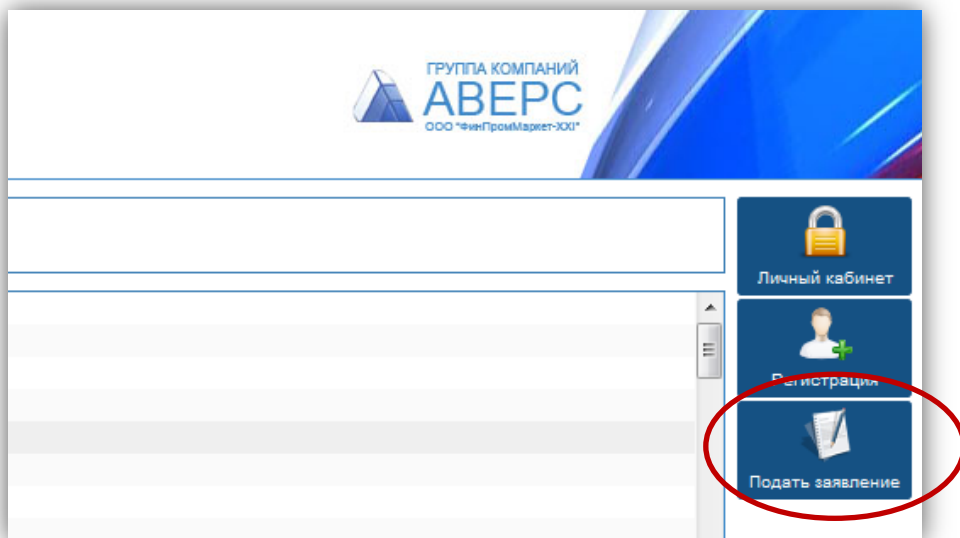 ГРУППА КОМПАНИЙ
АВЕРС
ООО "ФинПромМаркет-XXI"
Личный кабинет
Регистрация
Подать заявление